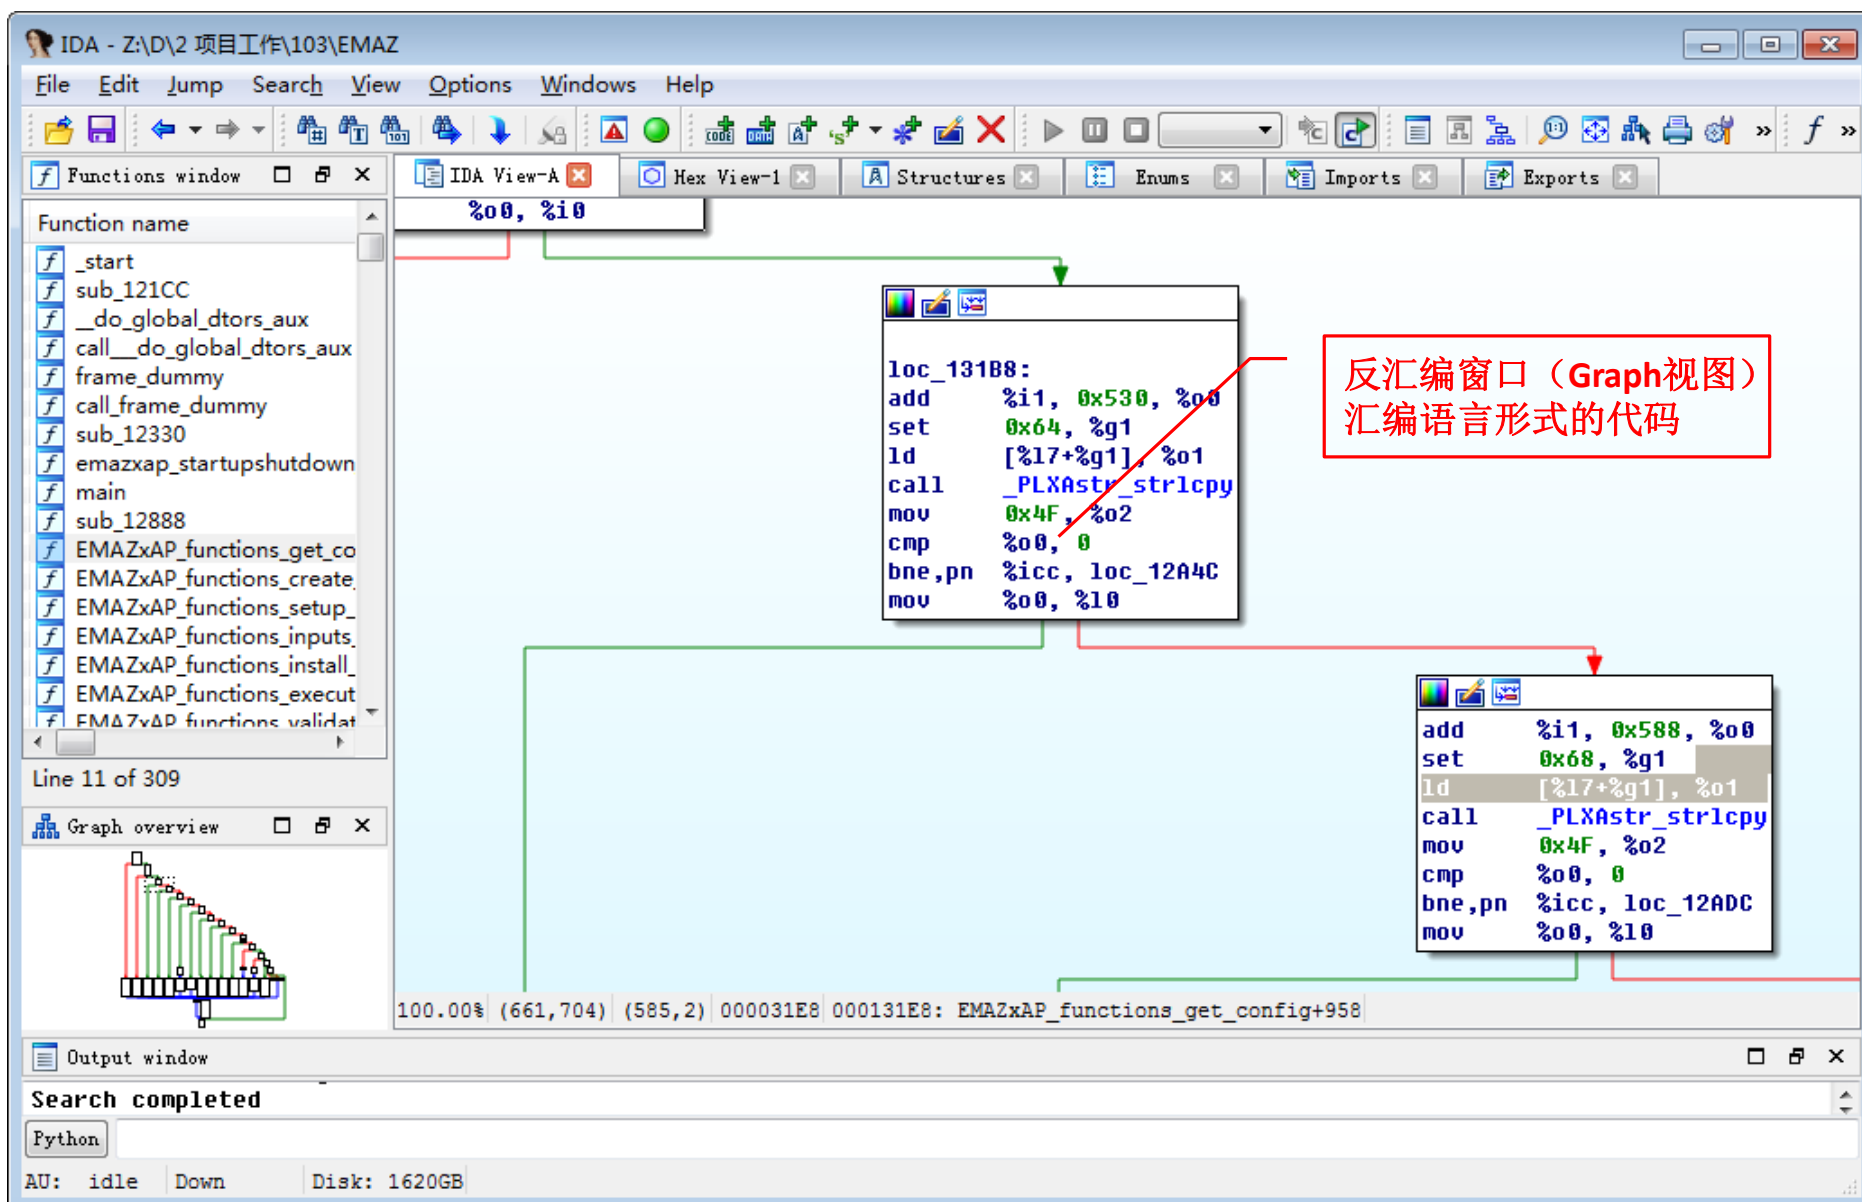 IDA - Z:\D\2 项目工作\103\EMAZ
File Edit Jump Search View Options Windows Help
Functions window
IDA View-A
Hex View-1
Structures
Enums
Imports
Exports
Function name
_start
sub_121CC
__do_global_dtors_aux
call___do_global_dtors_aux
frame_dummy
call_frame_dummy
sub_12330
emazxap_startupshutdown
main
sub_12888
EMAZxAP_functions_get_co
EMAZxAP_functions_create_
EMAZxAP_functions_setup_
EMAZxAP_functions_inputs_
EMAZxAP_functions_install_
EMAZxAP_functions_execut
EMAZxAP_functions_validat
Line 11 of 309
Graph overview
%o0, %i0
loc_131B8:
add %i1, 0x530, %o0
set 0x64, %g1
ld [%l7+%g1], %o1
call _PLXAstr_strlcpy
mov 0x4F, %o2
cmp %o0, 0
bne,pn %icc, loc_12A4C
mov %o0, %l0
反汇编窗口（Graph视图）
汇编语言形式的代码
add %i1, 0x588, %o0
set 0x68, %g1
ld [%l7+%g1], %o1
call _PLXAstr_strlcpy
mov 0x4F, %o2
cmp %o0, 0
bne,pn %icc, loc_12ADC
mov %o0, %l0
100.00% (661,704) (585,2) 000031E8 000131E8: EMAZxAP_functions_get_config+958
Output window
Search completed
Python
AU: idle Down Disk: 1620GB